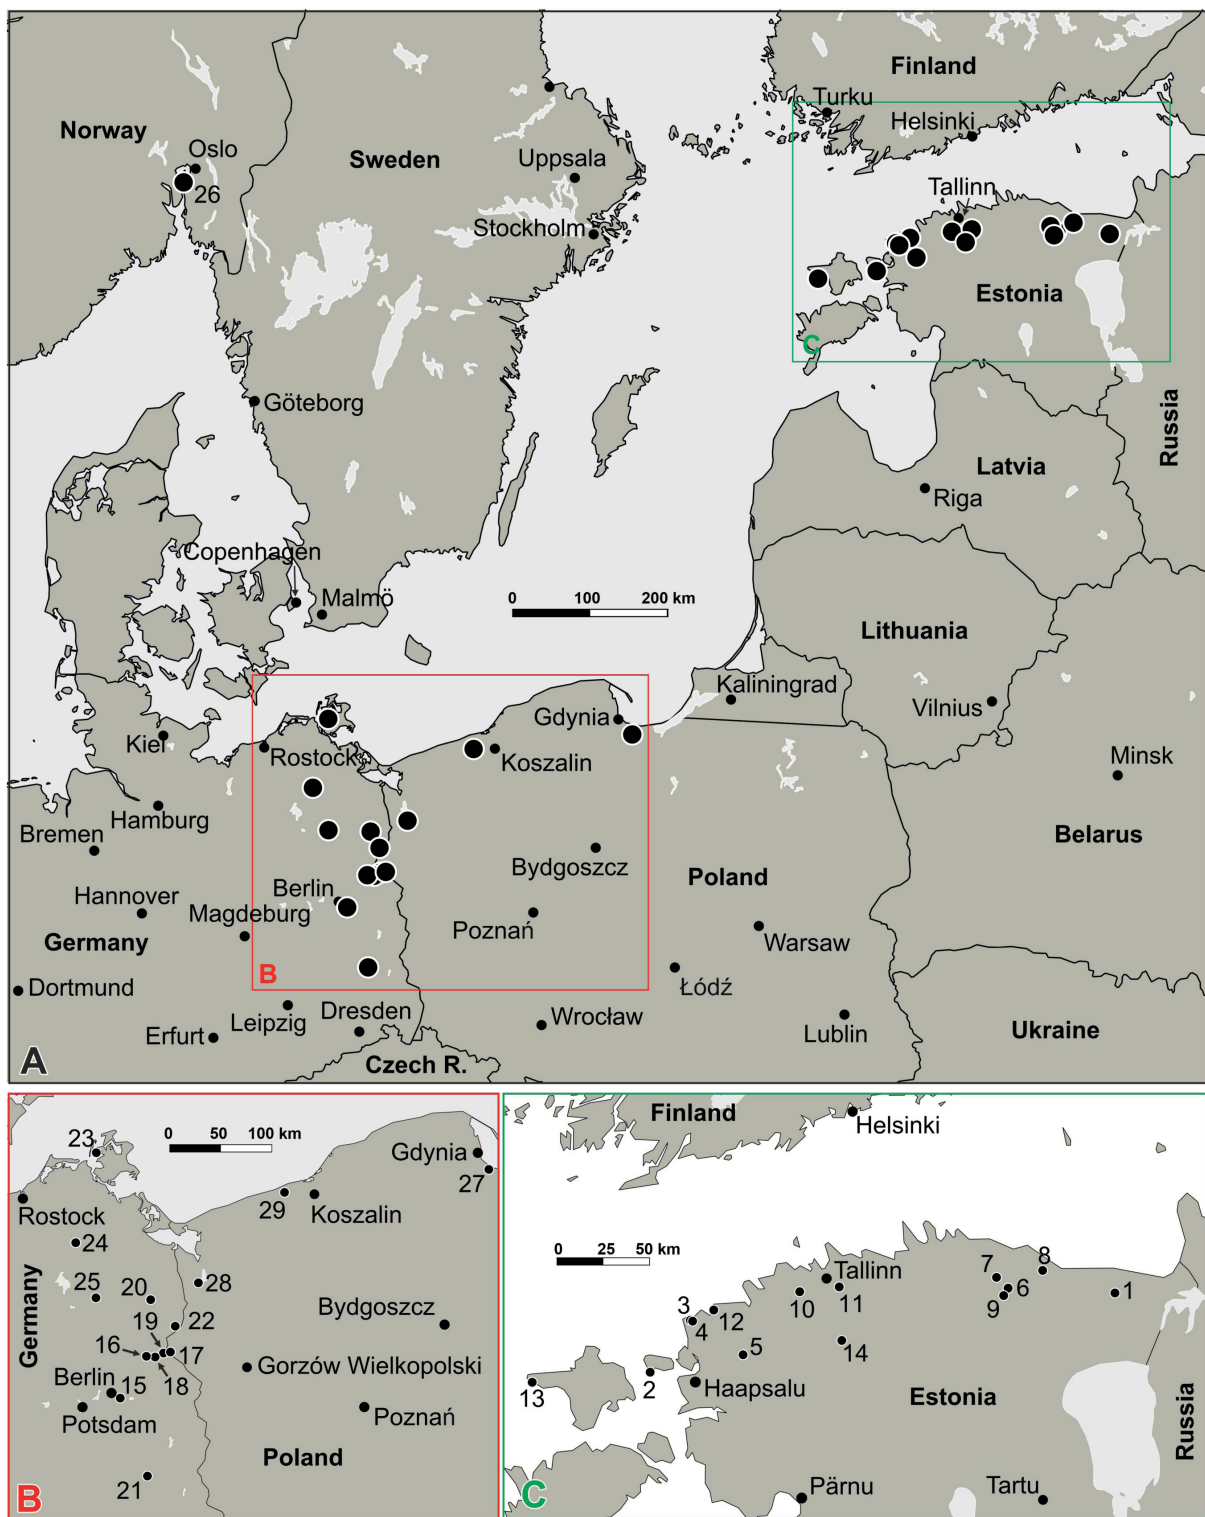 Finland
Turku
Norway
Oslo
Helsinki
Sweden
Uppsala
26
Tallinn
Stockholm
Estonia
C
Göteborg
Russia
Latvia
Riga
Copenhagen
Malmö
0 100 200 km
Lithuania
Kaliningrad
Vilnius
Gdynia
Kiel
Rostock
Koszalin
Minsk
Hamburg
Bremen
Belarus
Bydgoszcz
Poland
Berlin
Hannover
Magdeburg
Poznań
Germany
Warsaw
B
Łódź
Dortmund
Leipzig
Dresden
Wrocław
Lublin
Erfurt
Ukraine
Czech R.
A
23
0 50 100 km
Gdynia
27
29
Koszalin
Rostock
24
Germany
25
20
28
19
22
Bydgoszcz
16
17
18
Gorzów Wielkopolski
Berlin
15
Potsdam
Poznań
Poland
21
B
Finland
Helsinki
0 25 50 km
Tallinn
7
8
6
1
10
11
9
3
4
12
5
14
2
13
Haapsalu
Estonia
Russia
Pärnu
Tartu
C